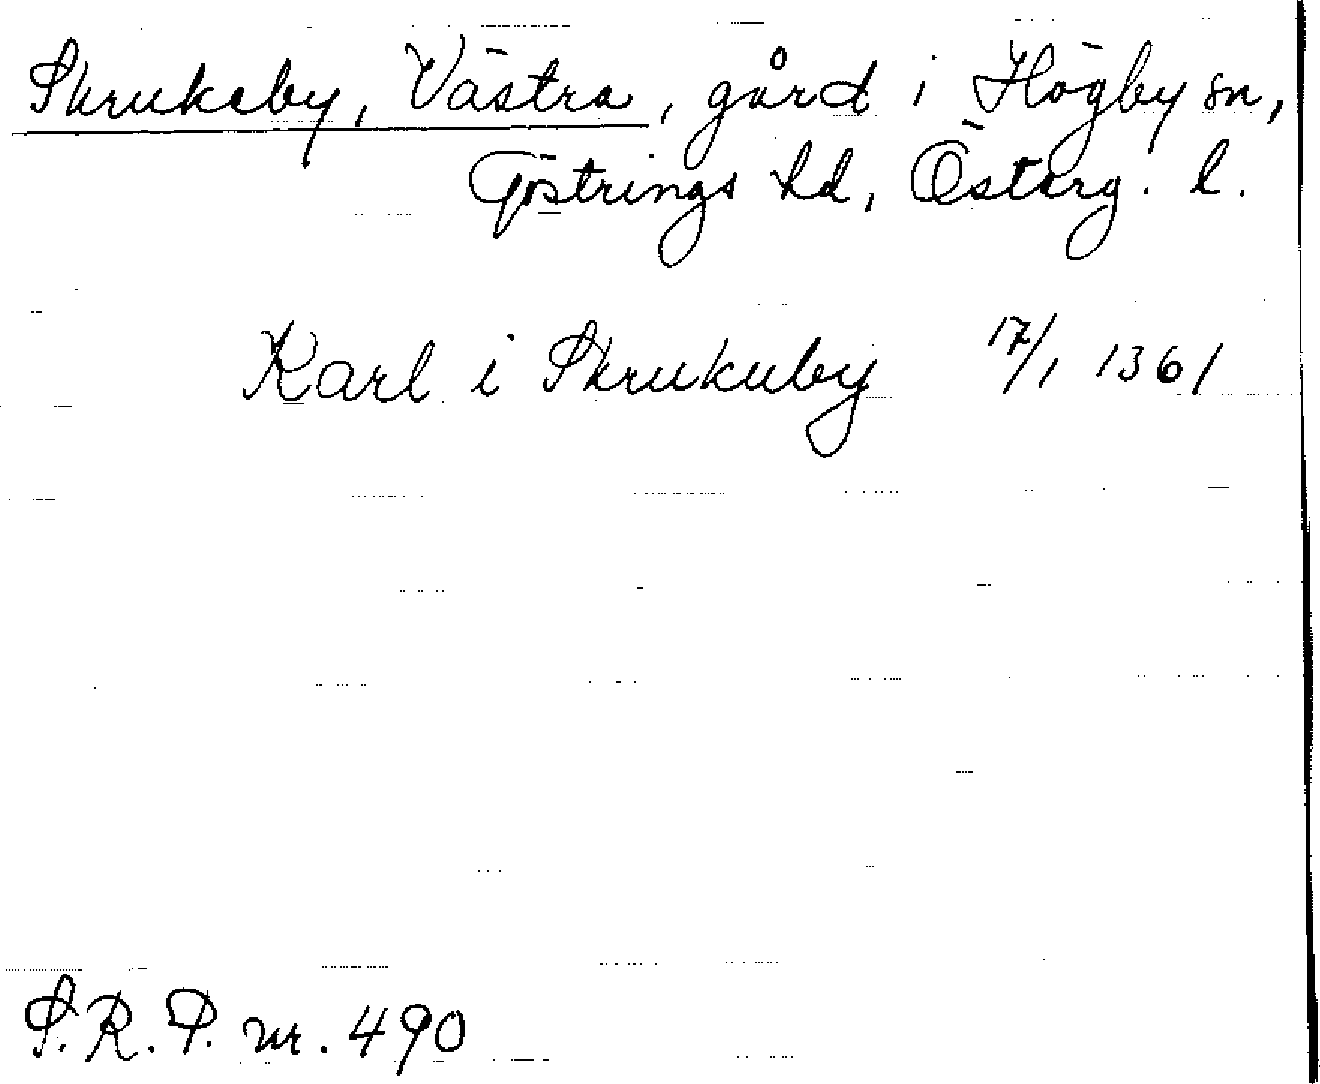 Skrukeby, Västra, gård i Högby sn,
Göstrings hd, Österg. l.
Karl i Skrukuby 17/1 1361
S.R.P. nr. 490